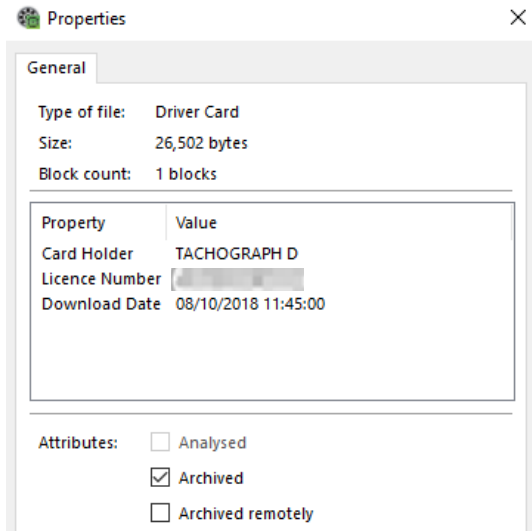 Properties
General
Type of file: Driver Card
Size: 26,502 bytes
Block count: 1 blocks
Property Value
Card Holder TACHOGRAPH D
Licence Number
Download Date 08/10/2018 11:45:00
Attributes: Analysed
Archived
Archived remotely